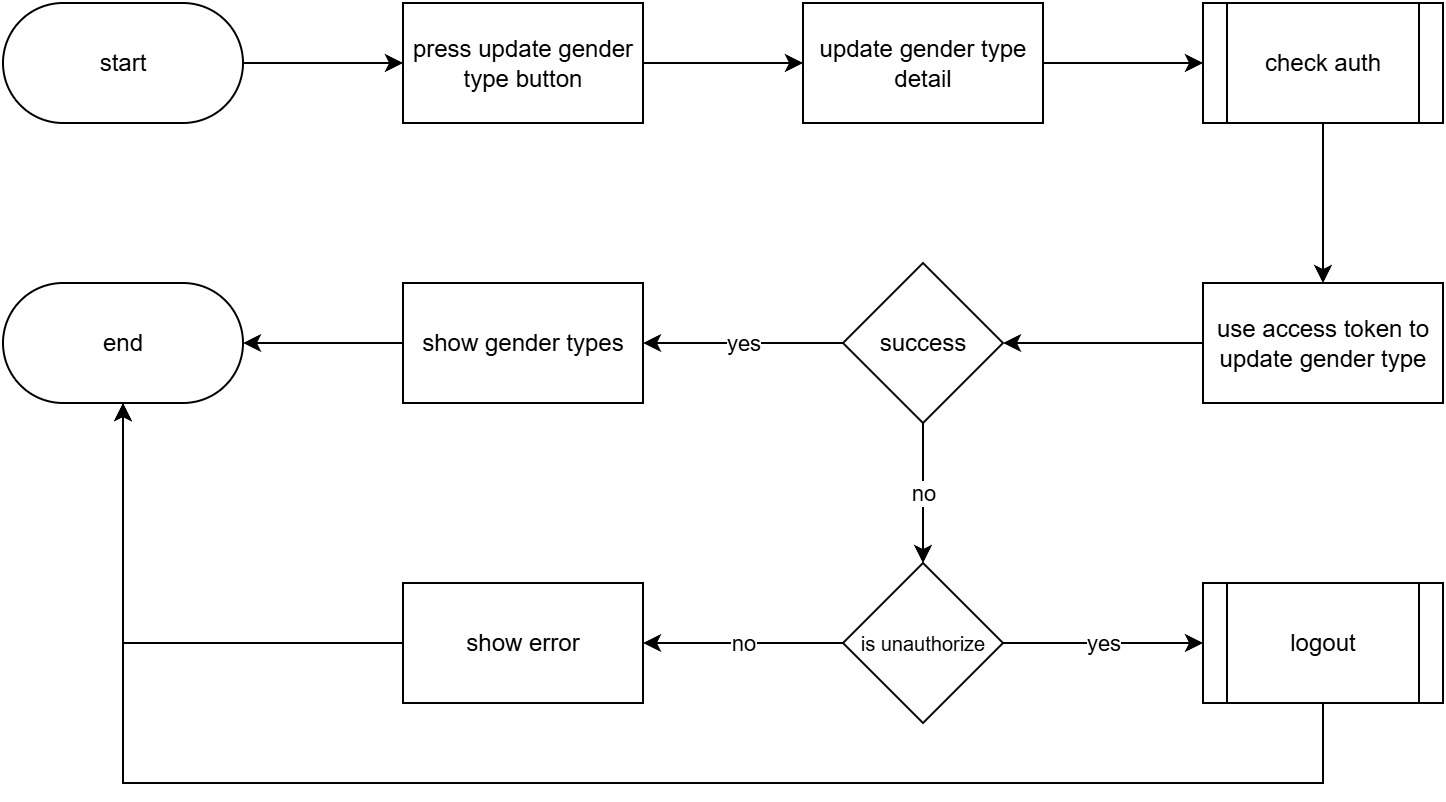 start
press update gender
type button
update gender type
detail
check auth
end
show gender types
yes
success
use access token to
update gender type
no
show error
no
is unauthorize
yes
logout